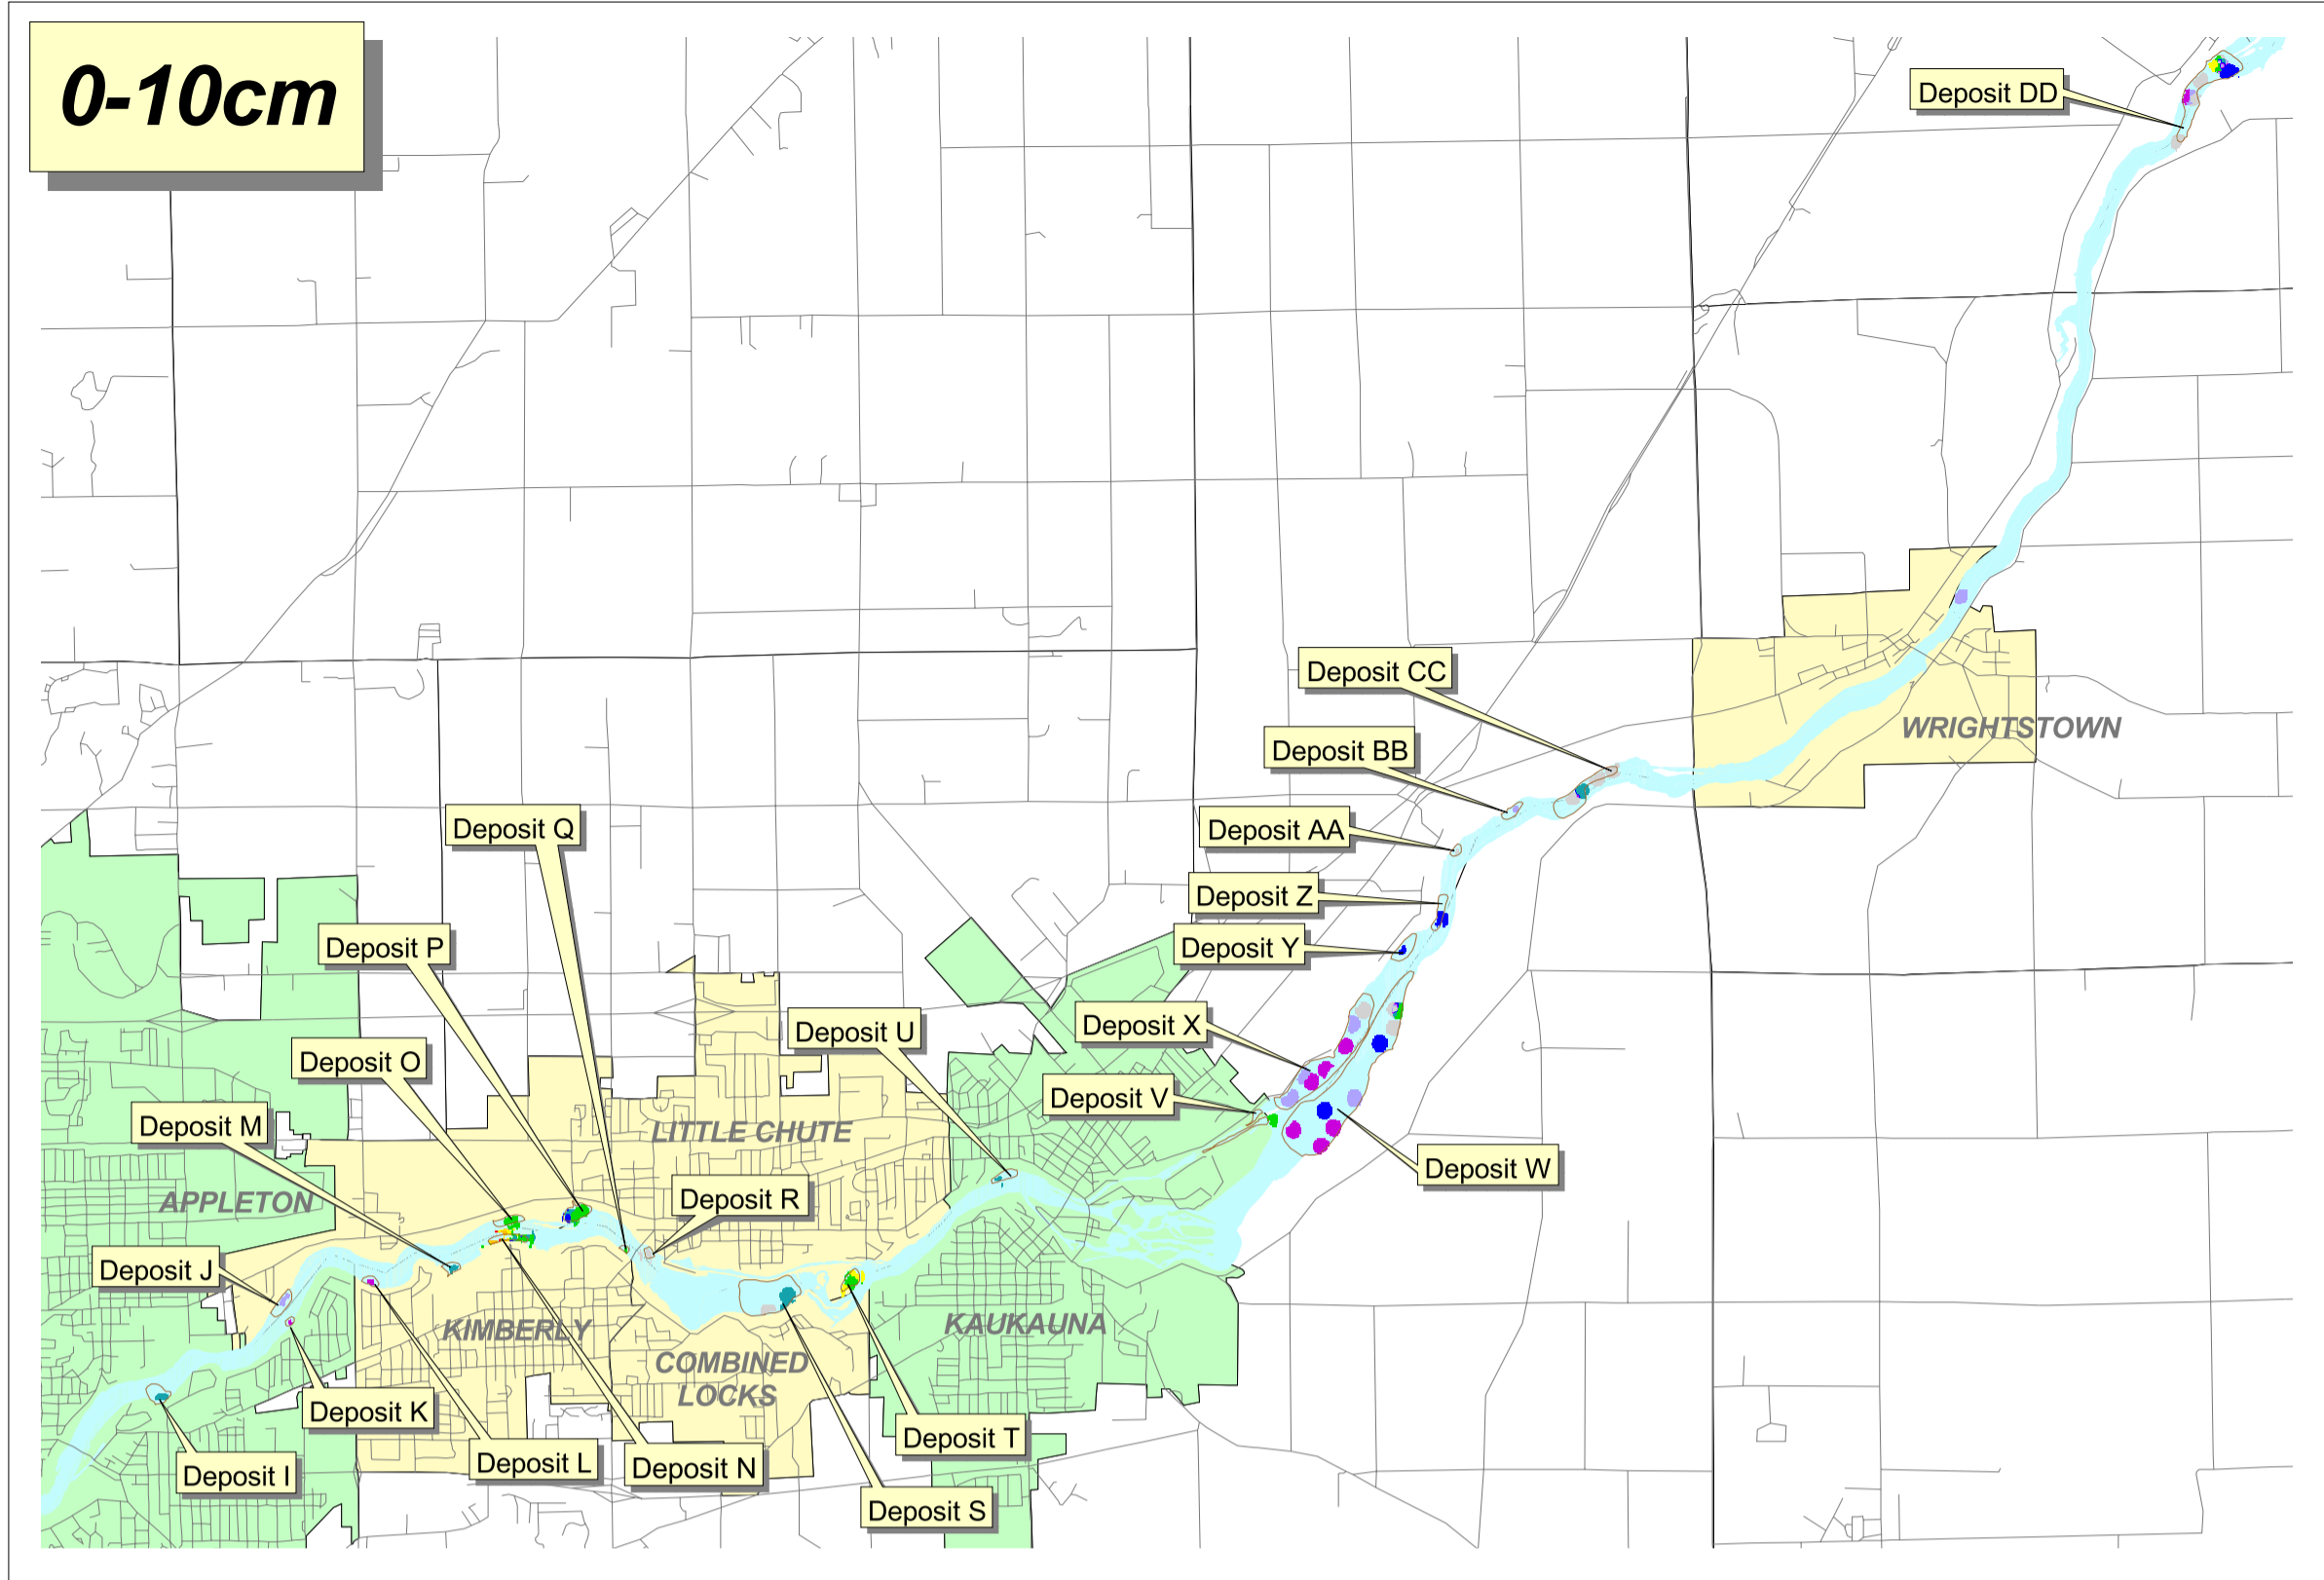 0-10cm
Deposit DD
Deposit CC
WRIGHTSTOWN
Deposit BB
Deposit Q
Deposit AA
Deposit Z
Deposit P
Deposit Y
Deposit X
Deposit U
Deposit O
Deposit V
Deposit M
LITTLE CHUTE
Deposit W
APPLETON
Deposit R
Deposit J
KIMBERLY
KAUKAUNA
COMBINED
LOCKS
Deposit K
Deposit T
Deposit L
Deposit N
Deposit I
Deposit S